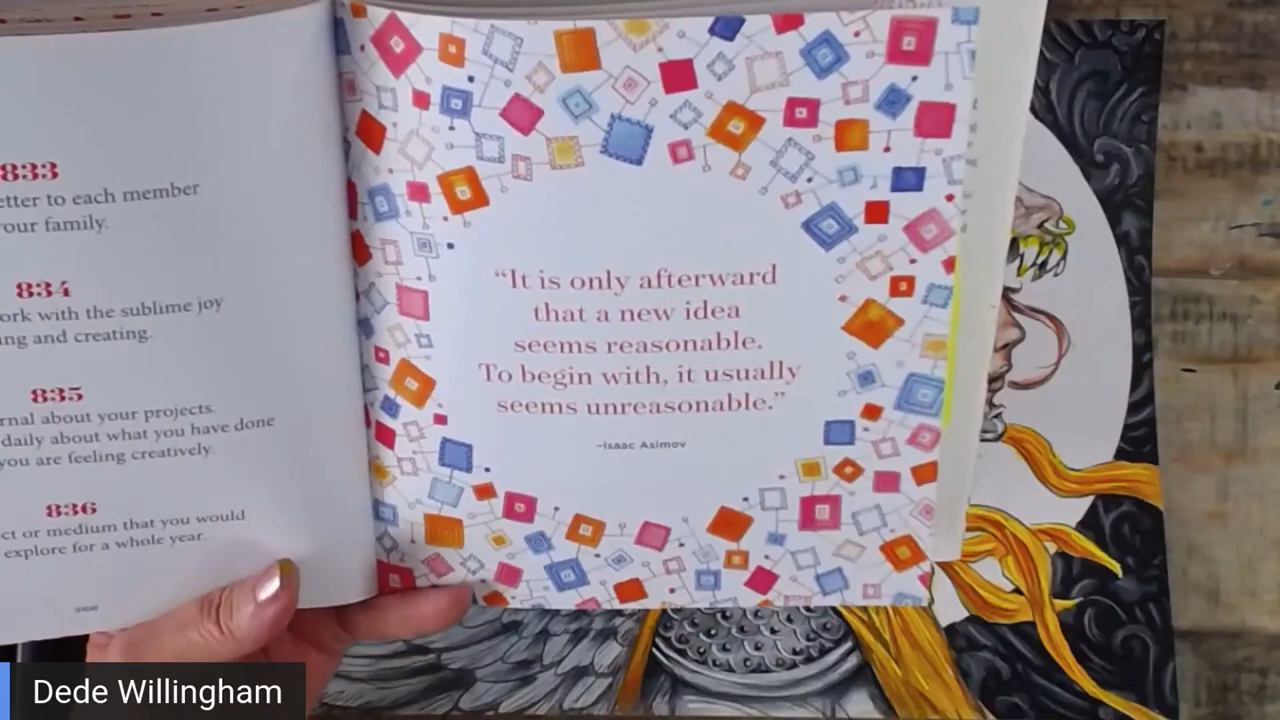 833
etter to each member
our family.
834
ork with the sublime joy
ng and creating.
835
rnal about your projects.
daily about what you have done
you are feeling creatively.
836
ct or medium that you would
explore for a whole year.
“It is only afterward
that a new idea
seems reasonable.
To begin with, it usually
seems unreasonable.”
–Isaac Asimov
Dede Willingham